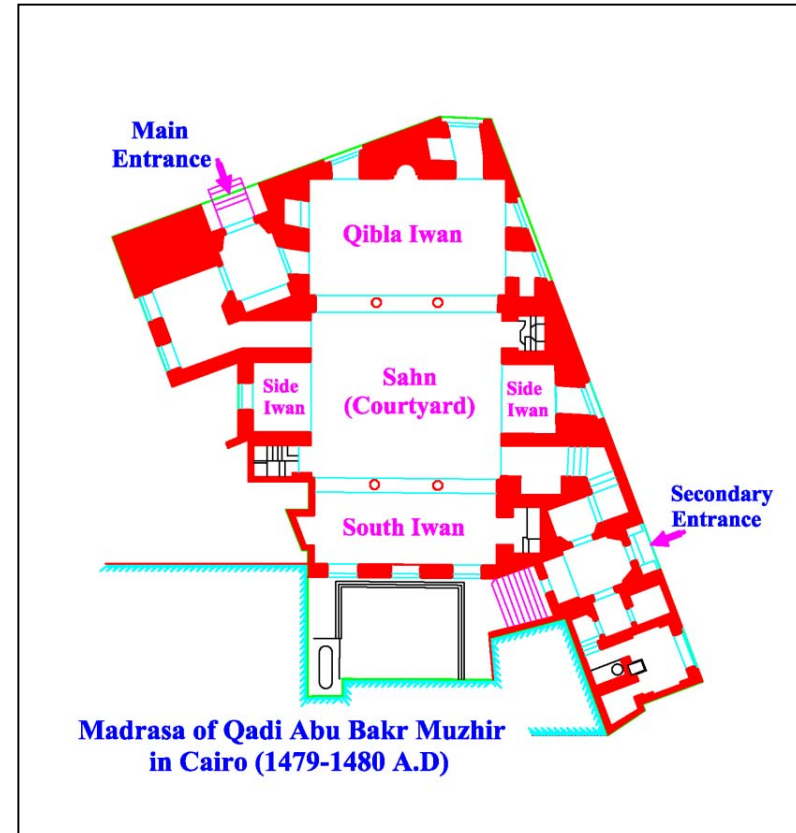 Main
Entrance
Qibla Iwan
Side
Iwan
Sahn
(Courtyard)
Side
Iwan
South Iwan
Secondary
Entrance
Madrasa of Qadi Abu Bakr Muzhir
in Cairo (1479-1480 A.D)